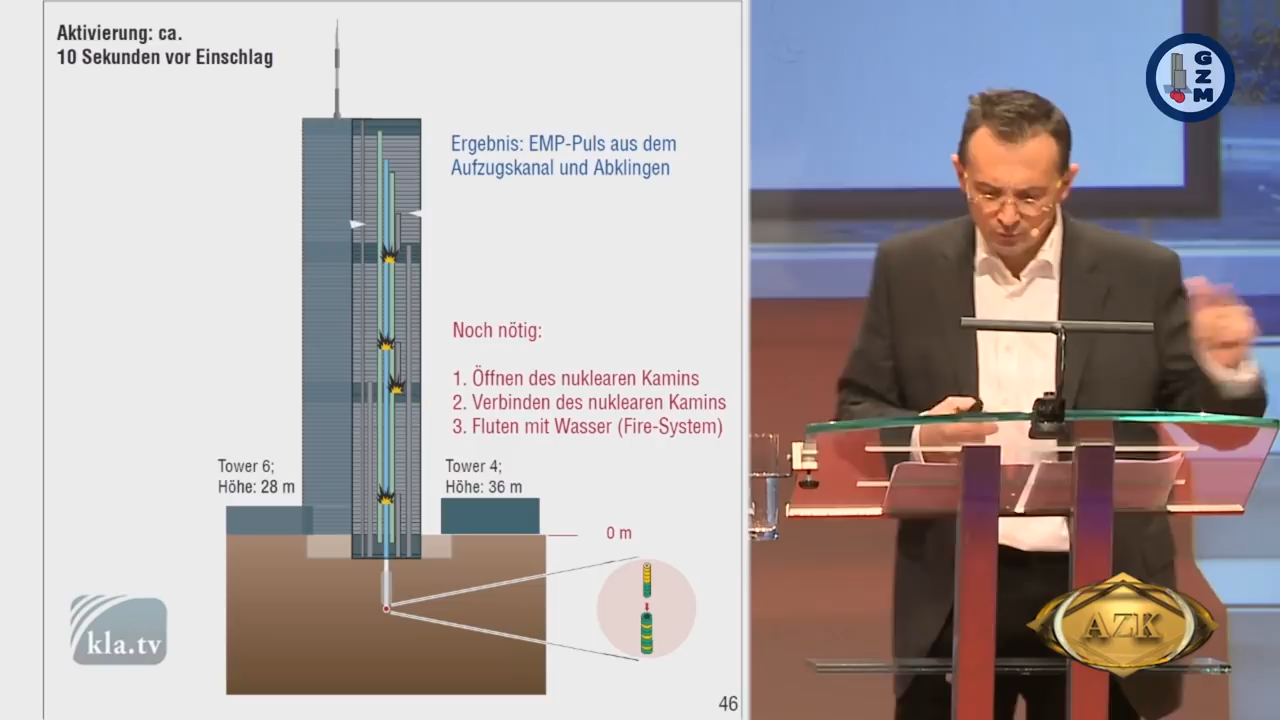 Aktivierung: ca.
10 Sekunden vor Einschlag
Ergebnis: EMP-Puls aus dem
Aufzugskanal und Abklingen
Noch nötig:
1. Öffnen des nuklearen Kamins
2. Verbinden des nuklearen Kamins
3. Fluten mit Wasser (Fire-System)
Tower 6;
Höhe: 28 m
Tower 4;
Höhe: 36 m
0 m
kla.tv
46
GZM
AZK